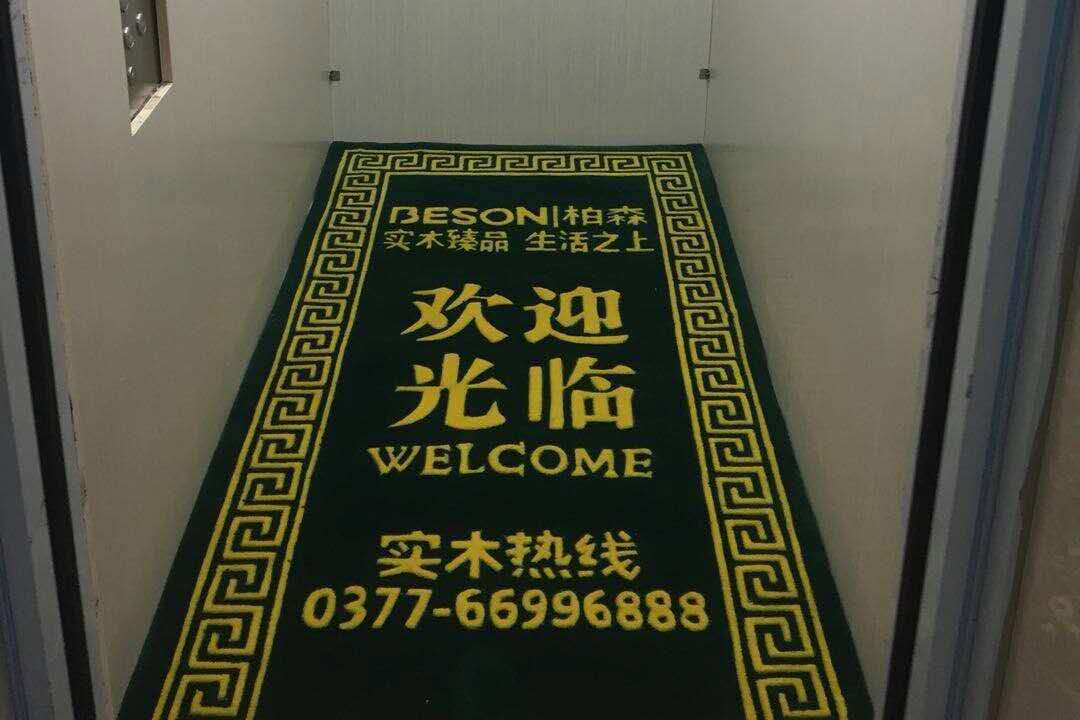 BESON|柏森
实木臻品 生活之上
欢迎
光临
WELCOME
实木热线
0377-66996888